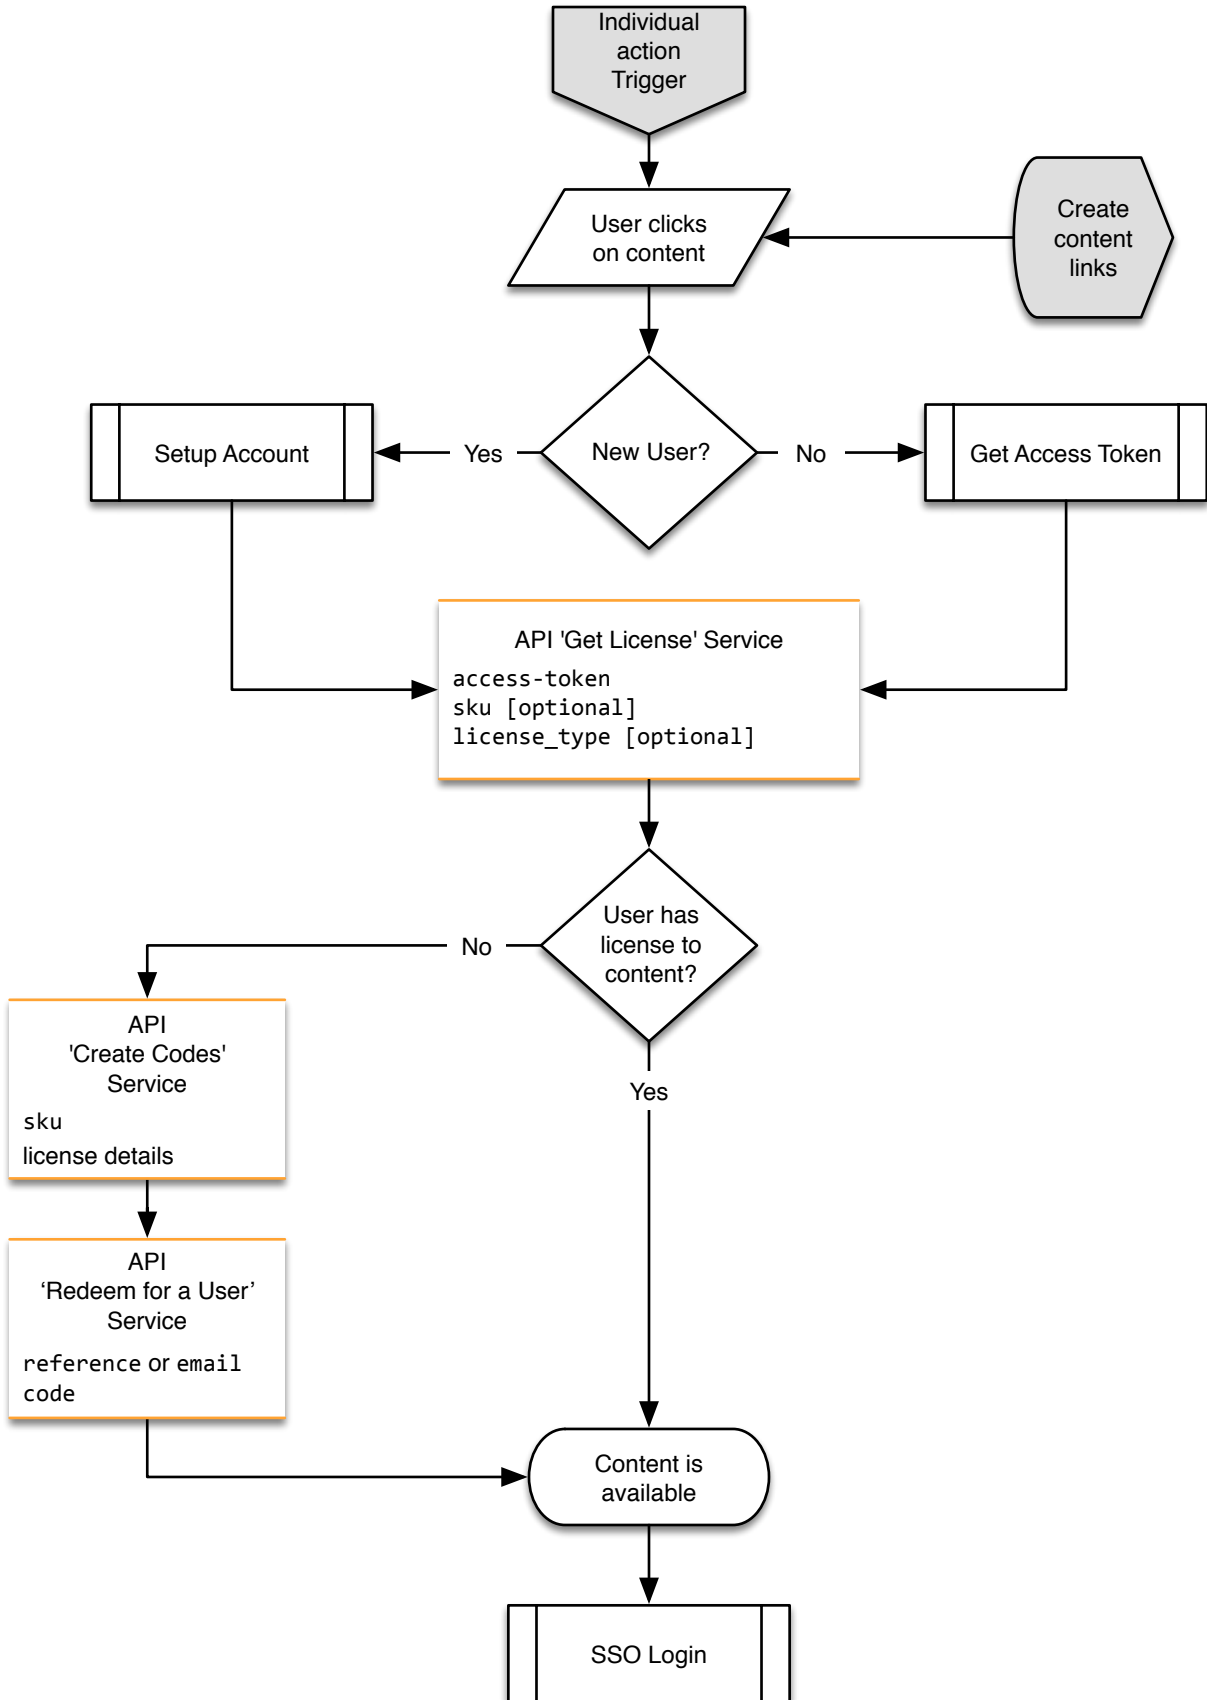 Individual
action
Trigger
User clicks
on content
Create
content
links
Setup Account
Yes
New User?
No
Get Access Token
API 'Get License' Service
access-token
sku [optional]
license_type [optional]
User has
license to
content?
No
Yes
API
'Create Codes'
Service
sku
license details
API
‘Redeem for a User’
Service
reference or email
code
Content is
available
SSO Login